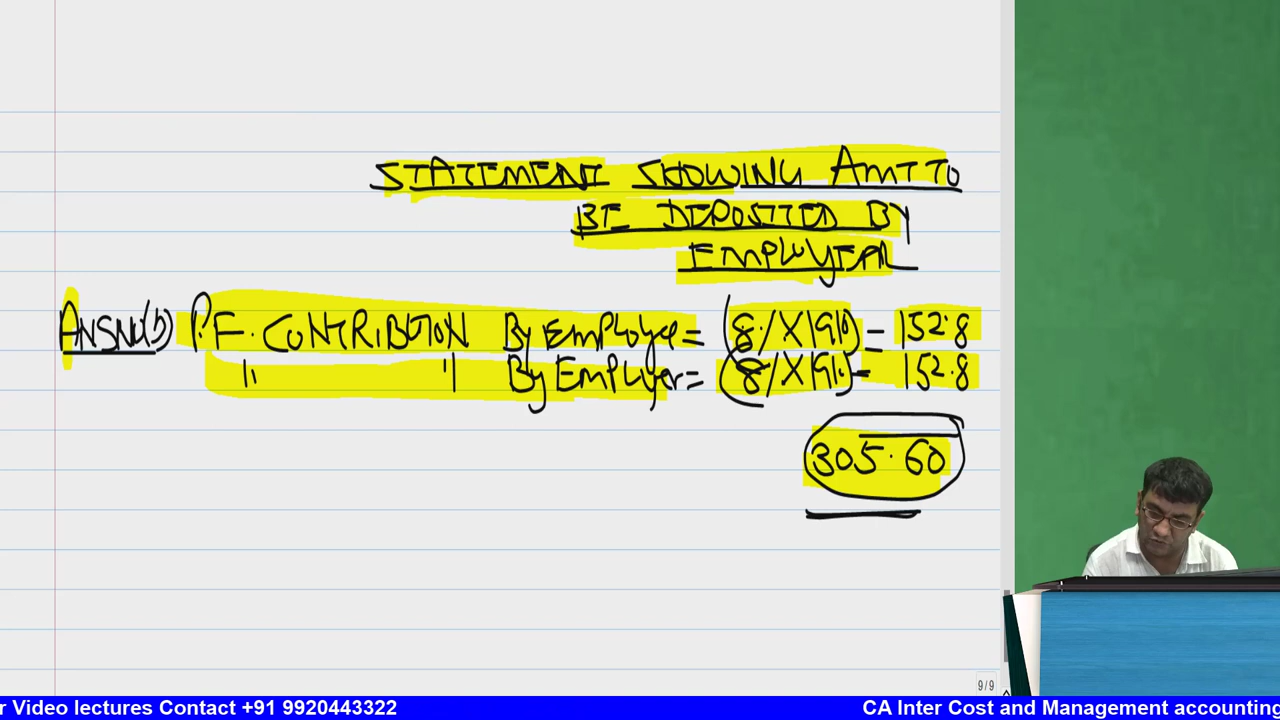 STATEMENT SHOWING AMT TO
BE DEPOSITED BY
EMPLOYER
ANS NO(5) P.F. CONTRIBUTION By Employee = (8% X 1910) = 152.8
" " By Employer = (8% X 1910) = 152.8
305.60
9/9
r Video lectures Contact +91 9920443322 CA Inter Cost and Management accounting